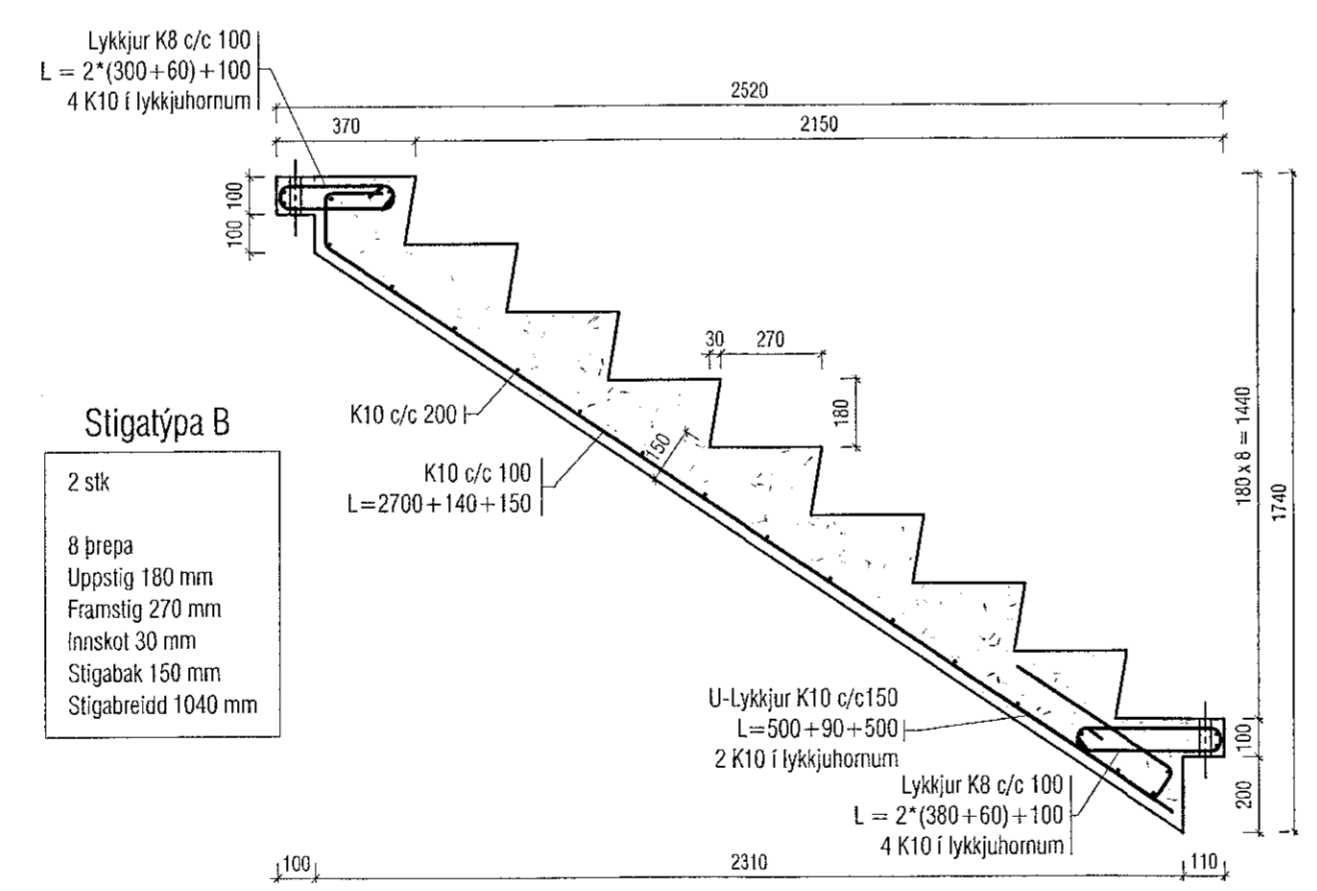 Lykkjur K8 c/c 100
L = 2*(300+60)+100
4 K10 í lykkjuhornum
2520
370
2150
100
100
30
270
180
150
K10 c/c 200
K10 c/c 100
L=2700+140+150
180 x 8 = 1440
1740
Stigatýpa B
2 stk
8 þrepa
Uppstig 180 mm
Framstig 270 mm
Innskot 30 mm
Stigabak 150 mm
Stigabreidd 1040 mm
U-Lykkjur K10 c/c150
L=500+90+500
2 K10 í lykkjuhornum
Lykkjur K8 c/c 100
L = 2*(380+60)+100
4 K10 í lykkjuhornum
100
200
100
2310
110